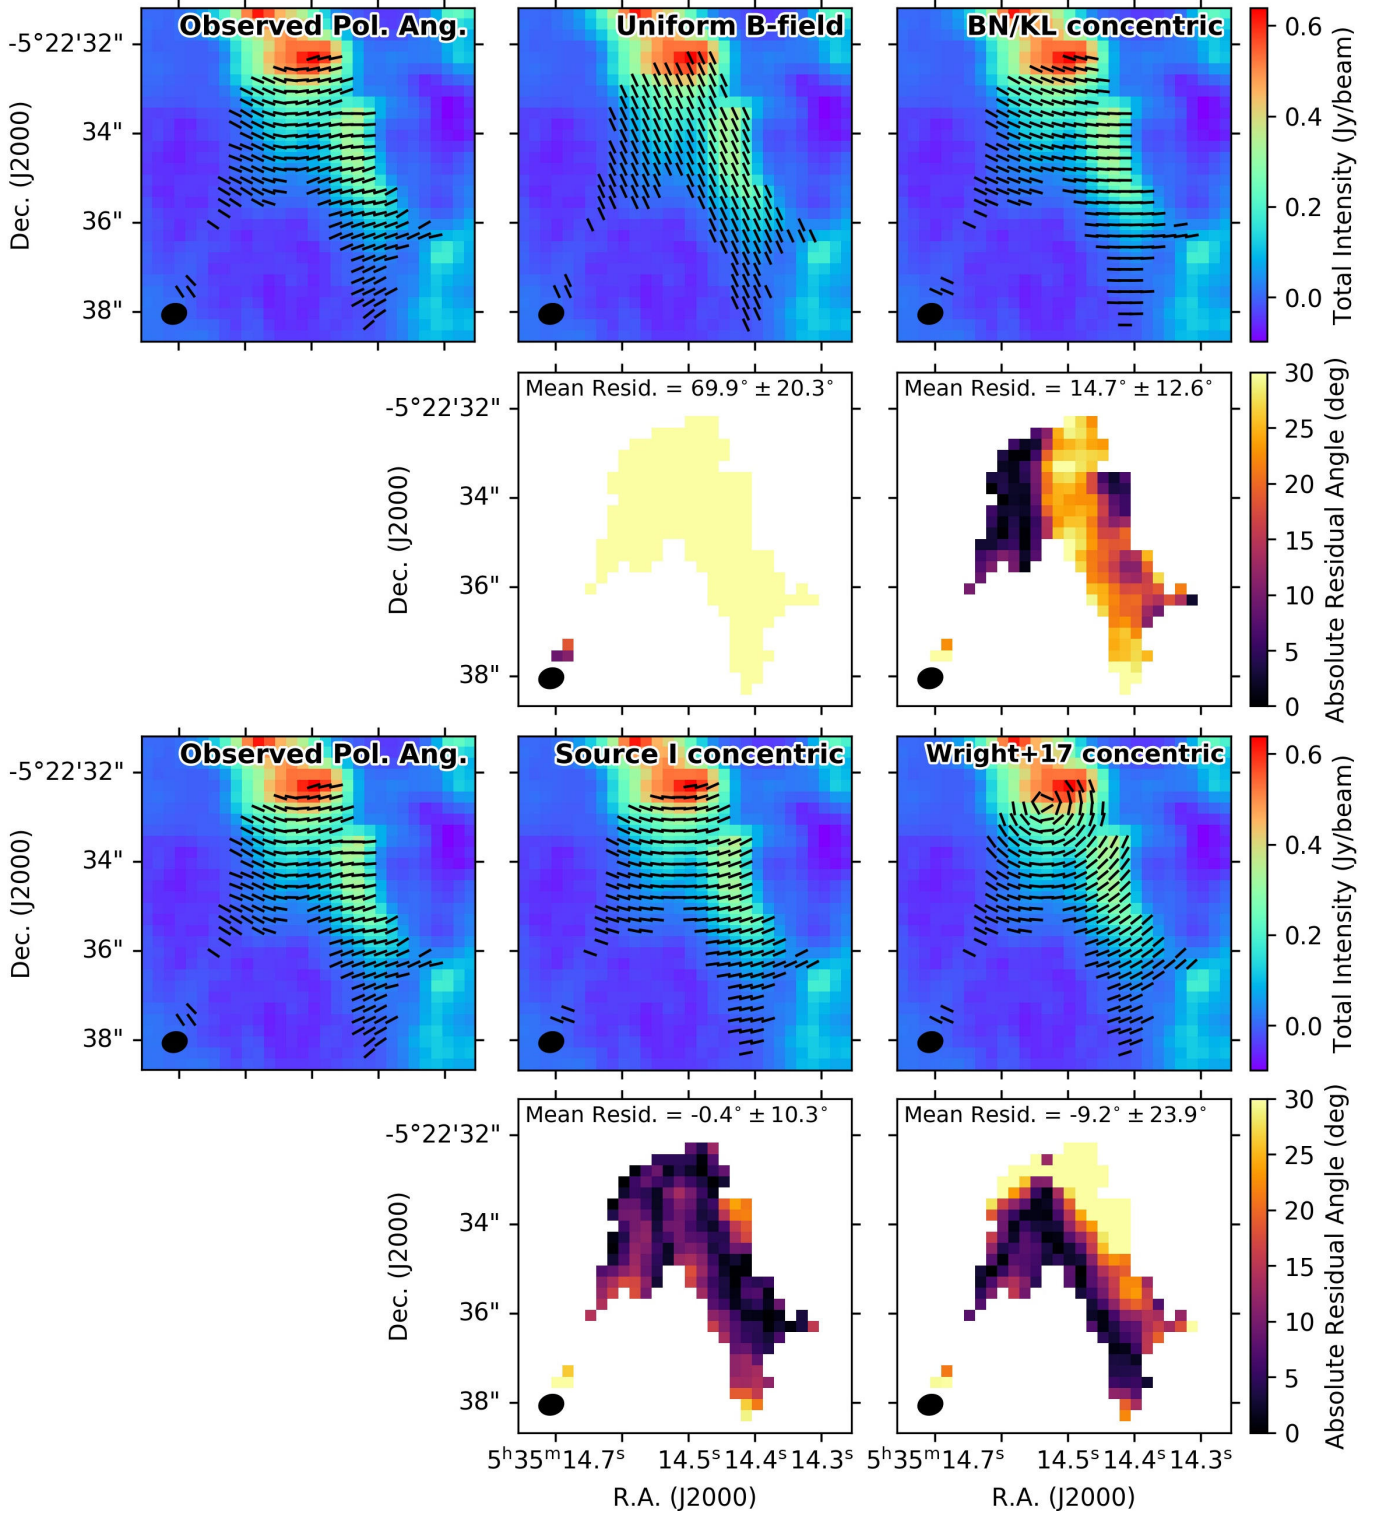 Observed Pol. Ang.
Uniform B-field
BN/KL concentric
-5°22'32"
34"
36"
38"
Dec. (J2000)
0.6
0.4
0.2
0.0
Total Intensity (Jy/beam)
Mean Resid. = 69.9° ± 20.3°
Mean Resid. = 14.7° ± 12.6°
-5°22'32"
34"
36"
38"
Dec. (J2000)
30
25
20
15
10
5
0
Absolute Residual Angle (deg)
Observed Pol. Ang.
Source I concentric
Wright+17 concentric
-5°22'32"
34"
36"
38"
Dec. (J2000)
0.6
0.4
0.2
0.0
Total Intensity (Jy/beam)
Mean Resid. = -0.4° ± 10.3°
Mean Resid. = -9.2° ± 23.9°
-5°22'32"
34"
36"
38"
Dec. (J2000)
30
25
20
15
10
5
0
Absolute Residual Angle (deg)
5h35m14.7s 14.5s 14.4s 14.3s
5h35m14.7s 14.5s 14.4s 14.3s
R.A. (J2000)
R.A. (J2000)